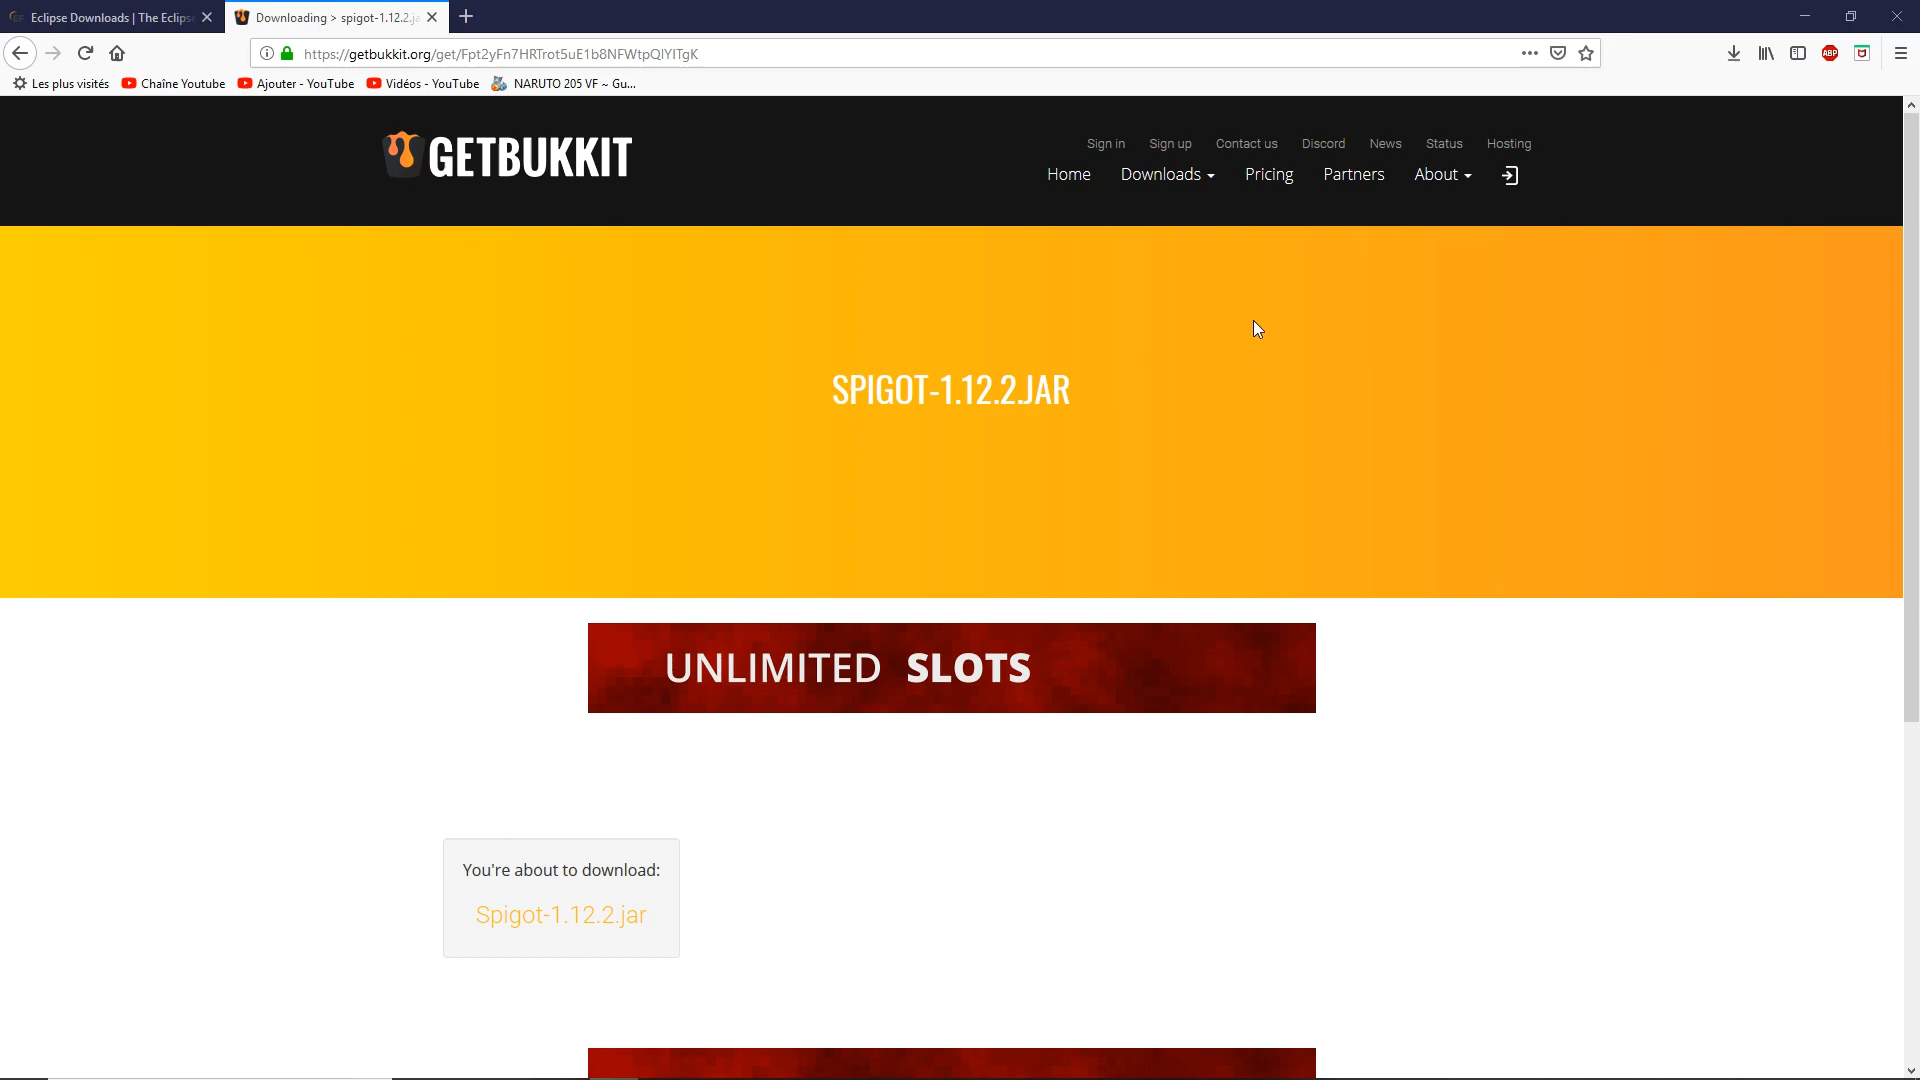 Eclipse Downloads | The Eclips
Downloading > spigot-1.12.2.ja
https://getbukkit.org/get/Fpt2yFn7HRTrot5uE1b8NFWtpQlYITgK
ABP
Les plus visités
Chaîne Youtube
Ajouter - YouTube
Vidéos - YouTube
NARUTO 205 VF ~ Gu...
GETBUKKIT
Sign in
Sign up
Contact us
Discord
News
Status
Hosting
Home
Downloads
Pricing
Partners
About
SPIGOT-1.12.2.JAR
UNLIMITED SLOTS
You're about to download:
Spigot-1.12.2.jar